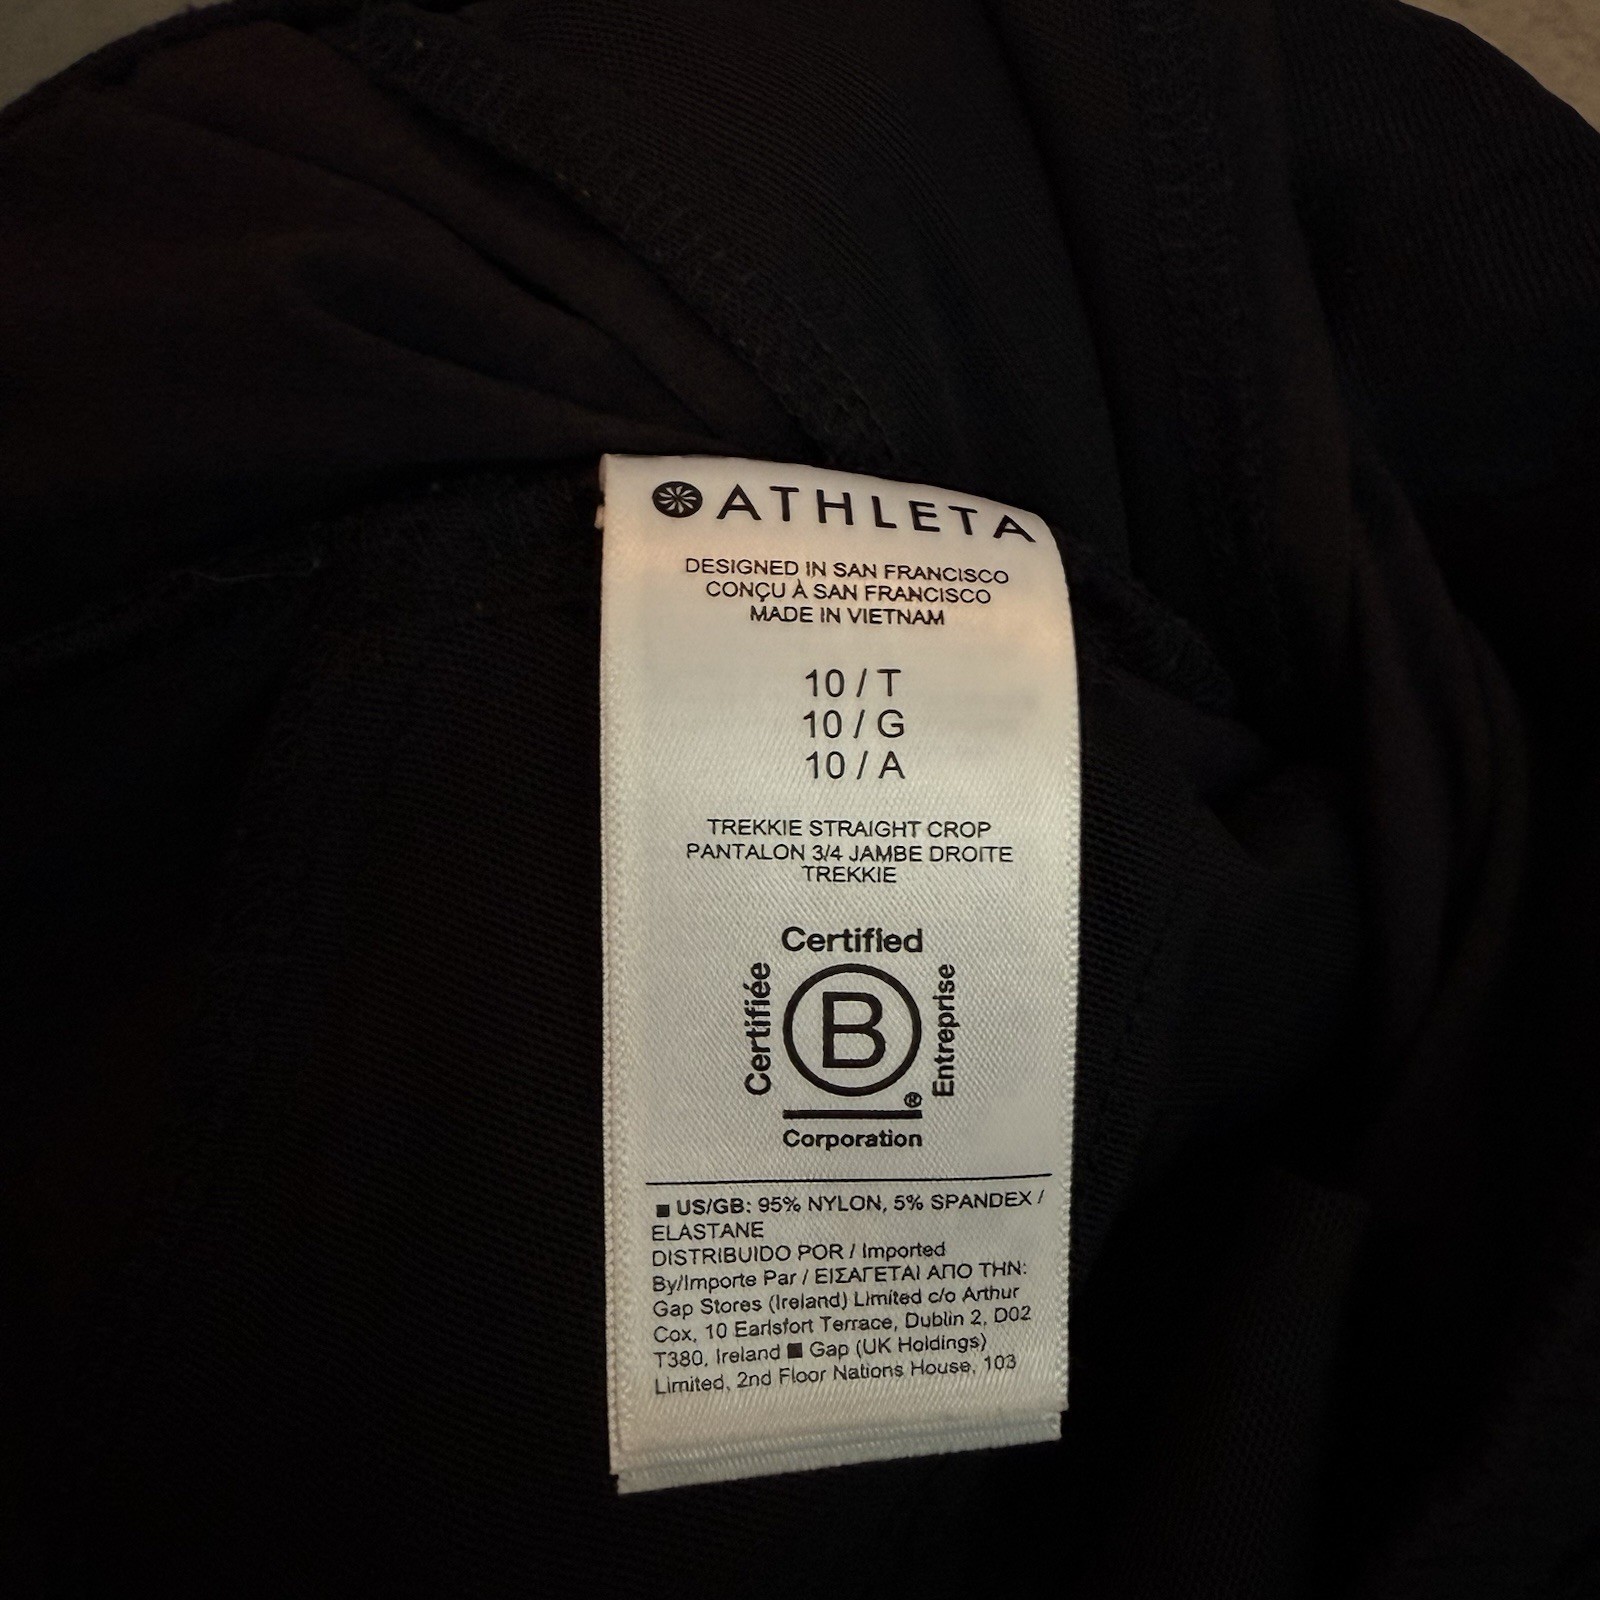 ATHLETA
DESIGNED IN SAN FRANCISCO
CONÇU À SAN FRANCISCO
MADE IN VIETNAM
10 / T
10 / G
10 / A
TREKKIE STRAIGHT CROP
PANTALON 3/4 JAMBE DROITE
TREKKIE
Certified
Certifiée
B
Entreprise
®
Corporation
■ US/GB: 95% NYLON, 5% SPANDEX /
ELASTANE
DISTRIBUIDO POR / Imported
By/Importe Par / ΕΙΣΑΓΕΤΑΙ ΑΠΟ ΤΗΝ:
Gap Stores (Ireland) Limited c/o Arthur
Cox, 10 Earlsfort Terrace, Dublin 2, D02
T380, Ireland ■ Gap (UK Holdings)
Limited, 2nd Floor Nations House, 103